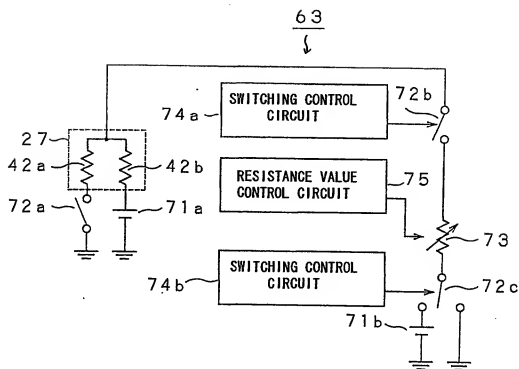 63
SWITCHING CONTROL
CIRCUIT
74a
72b
27
42a
42b
72a
71a
RESISTANCE VALUE
CONTROL CIRCUIT
75
73
SWITCHING CONTROL
CIRCUIT
74b
72c
71b